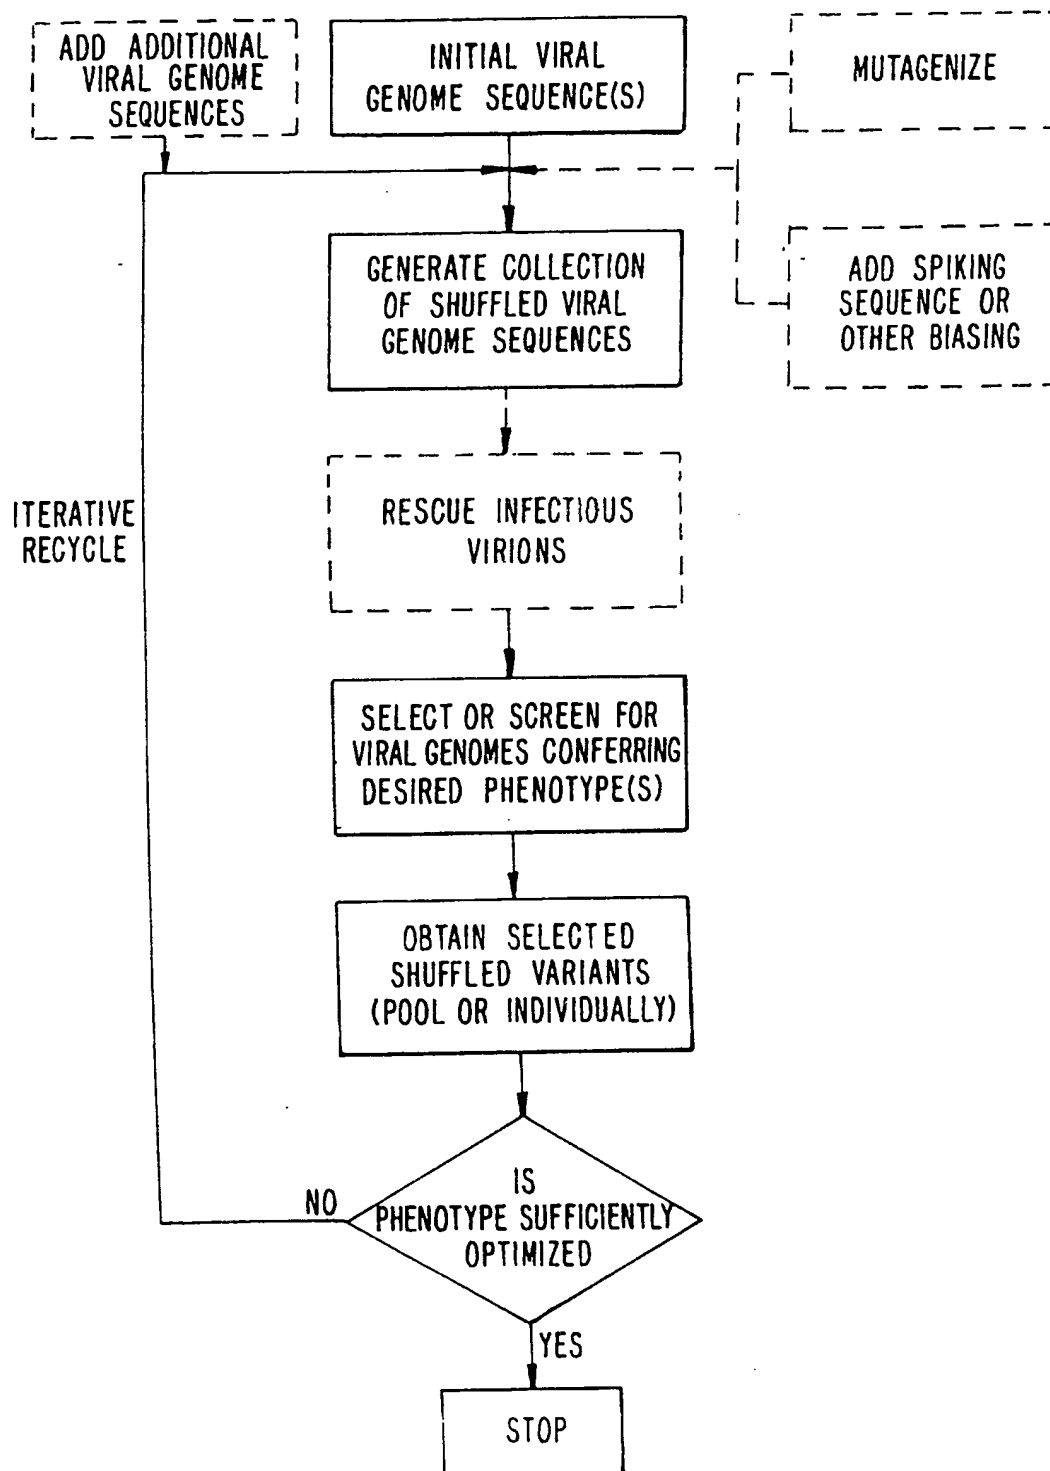 ADD ADDITIONAL
VIRAL GENOME
SEQUENCES
INITIAL VIRAL
GENOME SEQUENCE(S)
MUTAGENIZE
GENERATE COLLECTION
OF SHUFFLED VIRAL
GENOME SEQUENCES
ADD SPIKING
SEQUENCE OR
OTHER BIASING
RESCUE INFECTIOUS
VIRIONS
ITERATIVE
RECYCLE
SELECT OR SCREEN FOR
VIRAL GENOMES CONFERRING
DESIRED PHENOTYPE(S)
OBTAIN SELECTED
SHUFFLED VARIANTS
(POOL OR INDIVIDUALLY)
IS
PHENOTYPE SUFFICIENTLY
OPTIMIZED
NO
YES
STOP